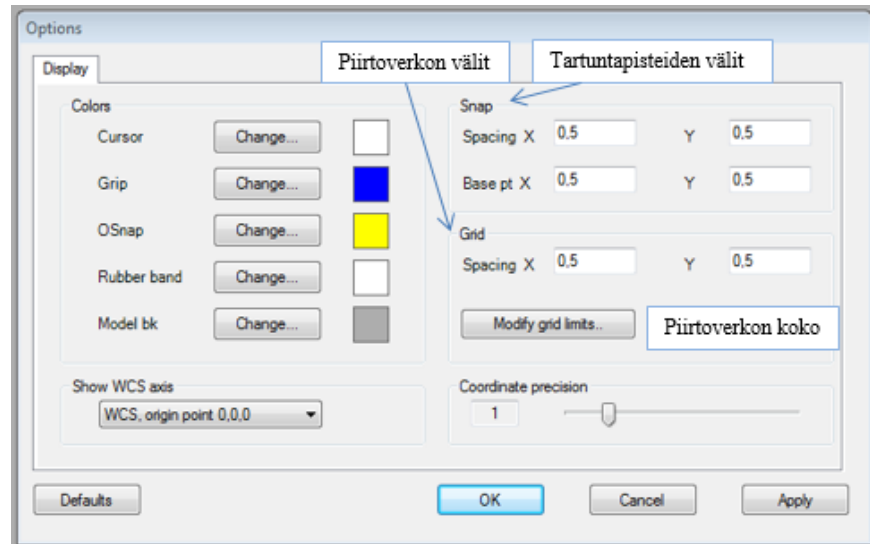 Options
Display
Piirtoverkon välit
Tartuntapisteiden välit
Colors
Cursor Change...
Grip Change...
OSnap Change...
Rubber band Change...
Model bk Change...
Snap
Spacing X 0,5 Y 0,5
Base pt X 0,5 Y 0,5
Grid
Spacing X 0,5 Y 0,5
Modify grid limits..
Piirtoverkon koko
Show WCS axis
WCS, origin point 0,0,0
Coordinate precision
1
Defaults OK Cancel Apply